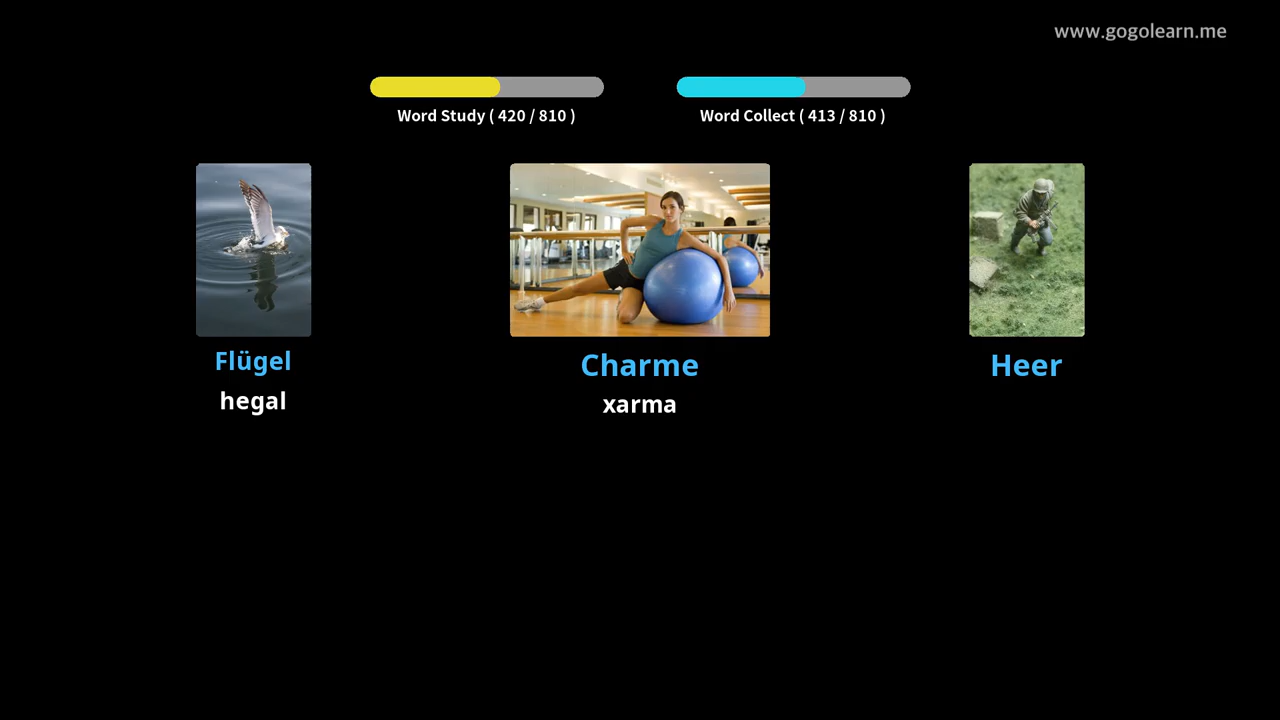 www.gogolearn.me
Word Study ( 420 / 810 )
Word Collect ( 413 / 810 )
Flügel
Charme
Heer
hegal
xarma